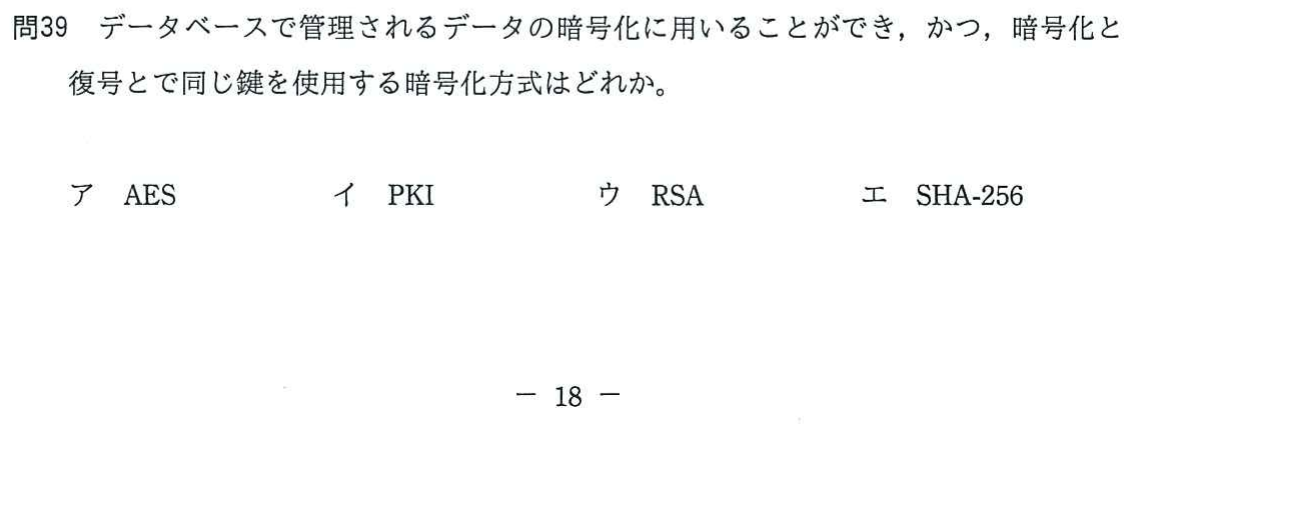 問39　データベースで管理されるデータの暗号化に用いることができ，かつ，暗号化と
復号とで同じ鍵を使用する暗号化方式はどれか。
ア　AES　イ　PKI　ウ　RSA　エ　SHA-256
－ 18 －